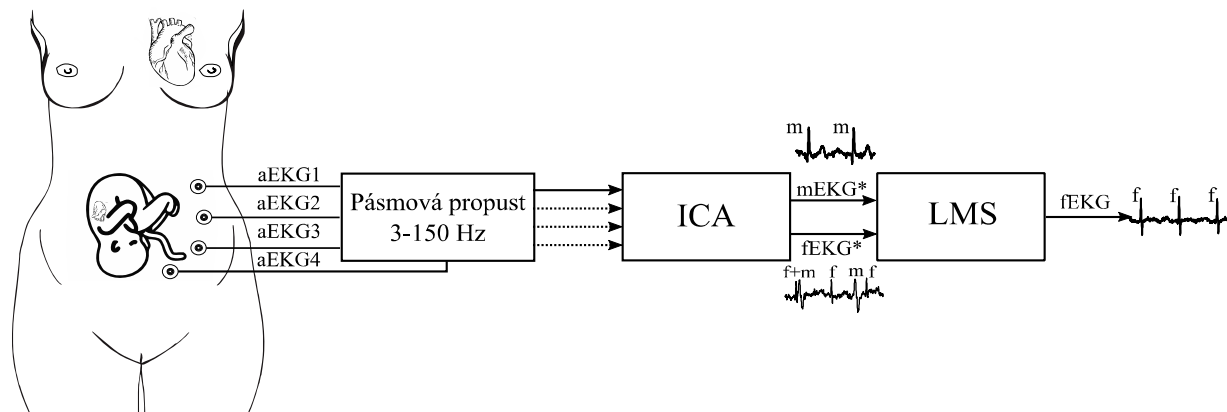 aEKG1
aEKG2
aEKG3
aEKG4
Pásmová propust
3-150 Hz
ICA
m m
mEKG*
fEKG*
f+m f m f
LMS
fEKG
f f f